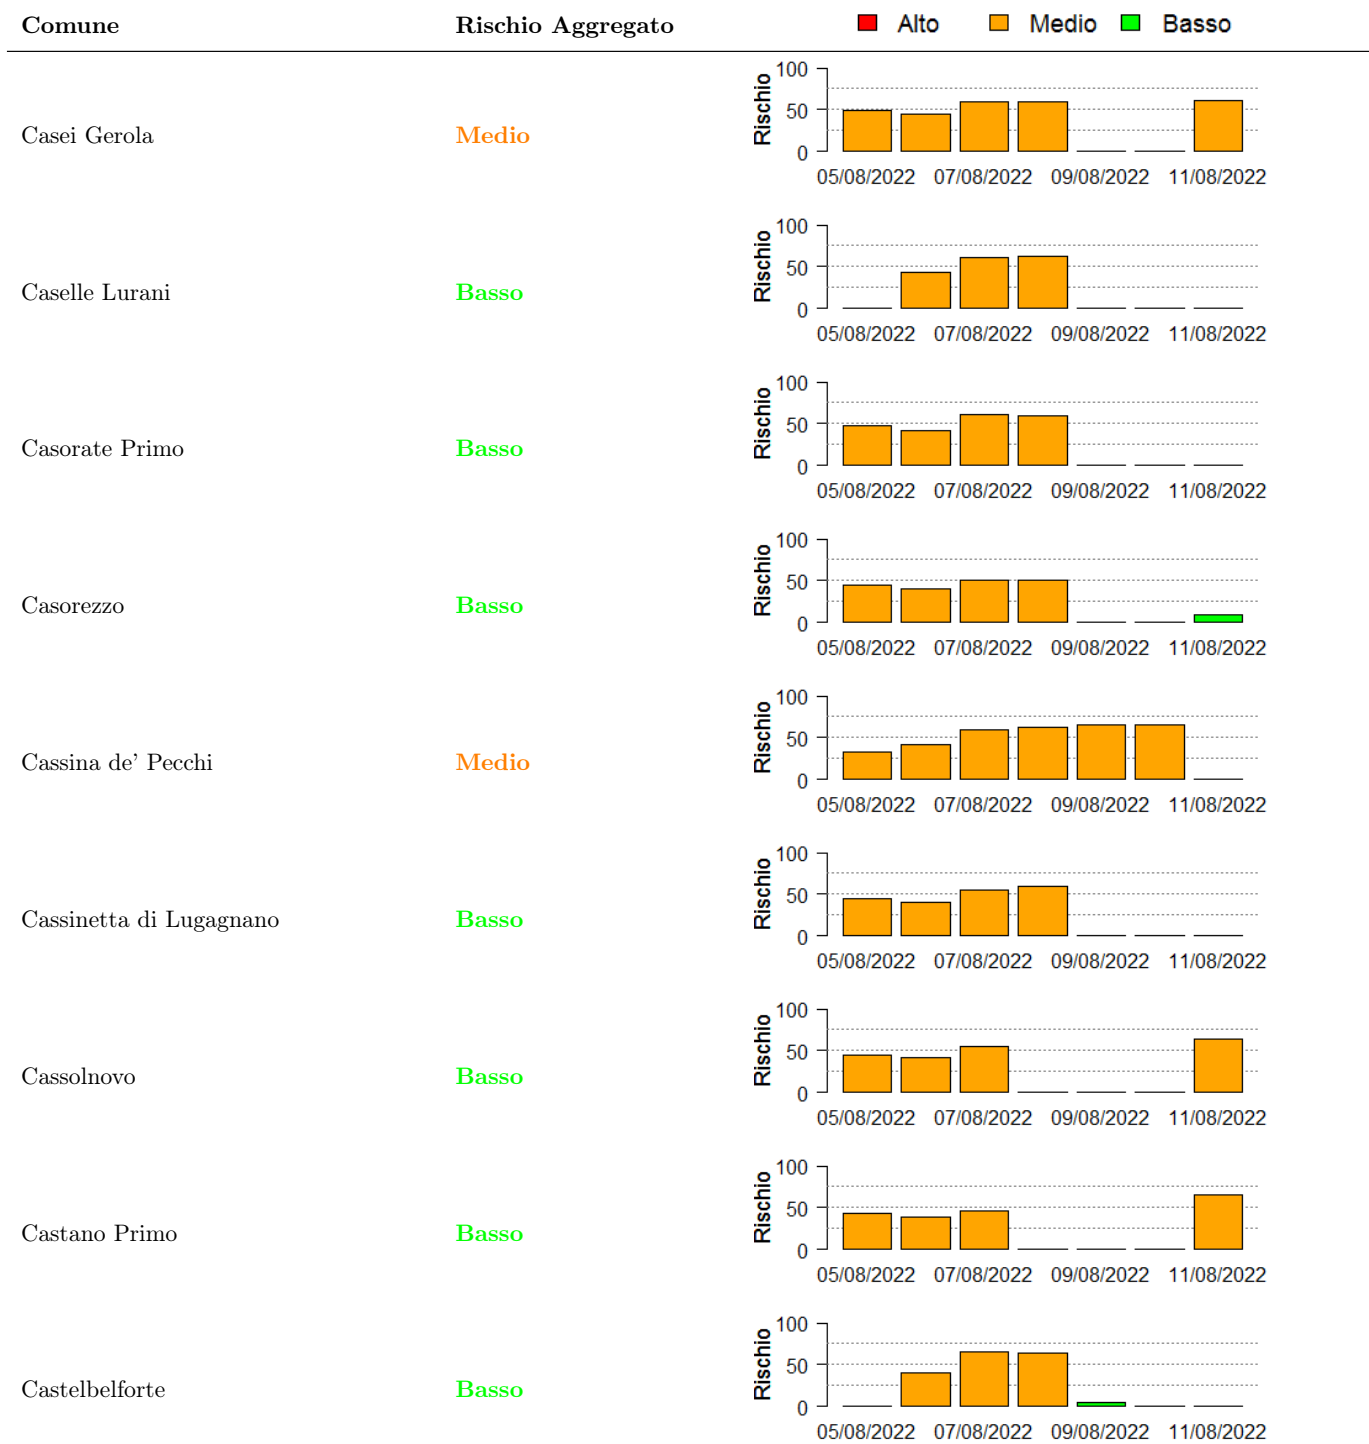 Comune Rischio Aggregato Alto Medio Basso
100
50
0
Rischio
Casei Gerola Medio
05/08/2022 07/08/2022 09/08/2022 11/08/2022
100
50
0
Rischio
Caselle Lurani Basso
05/08/2022 07/08/2022 09/08/2022 11/08/2022
100
50
0
Rischio
Casorate Primo Basso
05/08/2022 07/08/2022 09/08/2022 11/08/2022
100
50
0
Rischio
Casorezzo Basso
05/08/2022 07/08/2022 09/08/2022 11/08/2022
100
50
0
Rischio
Cassina de' Pecchi Medio
05/08/2022 07/08/2022 09/08/2022 11/08/2022
100
50
0
Rischio
Cassinetta di Lugagnano Basso
05/08/2022 07/08/2022 09/08/2022 11/08/2022
100
50
0
Rischio
Cassolnovo Basso
05/08/2022 07/08/2022 09/08/2022 11/08/2022
100
50
0
Rischio
Castano Primo Basso
05/08/2022 07/08/2022 09/08/2022 11/08/2022
100
50
0
Rischio
Castelbelforte Basso
05/08/2022 07/08/2022 09/08/2022 11/08/2022